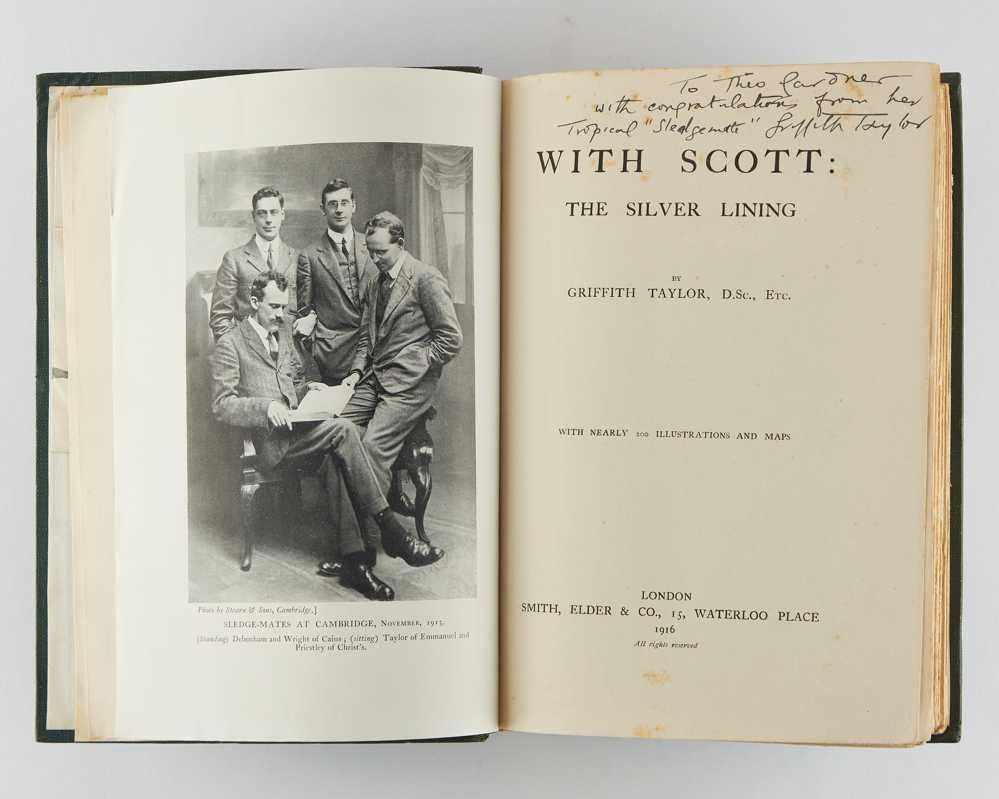 Photo by Stearn & Sons, Cambridge.]
SLEDGE-MATES AT CAMBRIDGE, NOVEMBER, 1913.
(Standing) Debenham and Wright of Caius; (sitting) Taylor of Emmanuel and
Priestley of Christ's.
To Theo Gardner
with congratulations from her
Tropical "Sledgemate" Griffith Taylor
WITH SCOTT:
THE SILVER LINING
BY
GRIFFITH TAYLOR, D.Sc., Etc.
WITH NEARLY 200 ILLUSTRATIONS AND MAPS
LONDON
SMITH, ELDER & CO., 15, WATERLOO PLACE
1916
All rights reserved